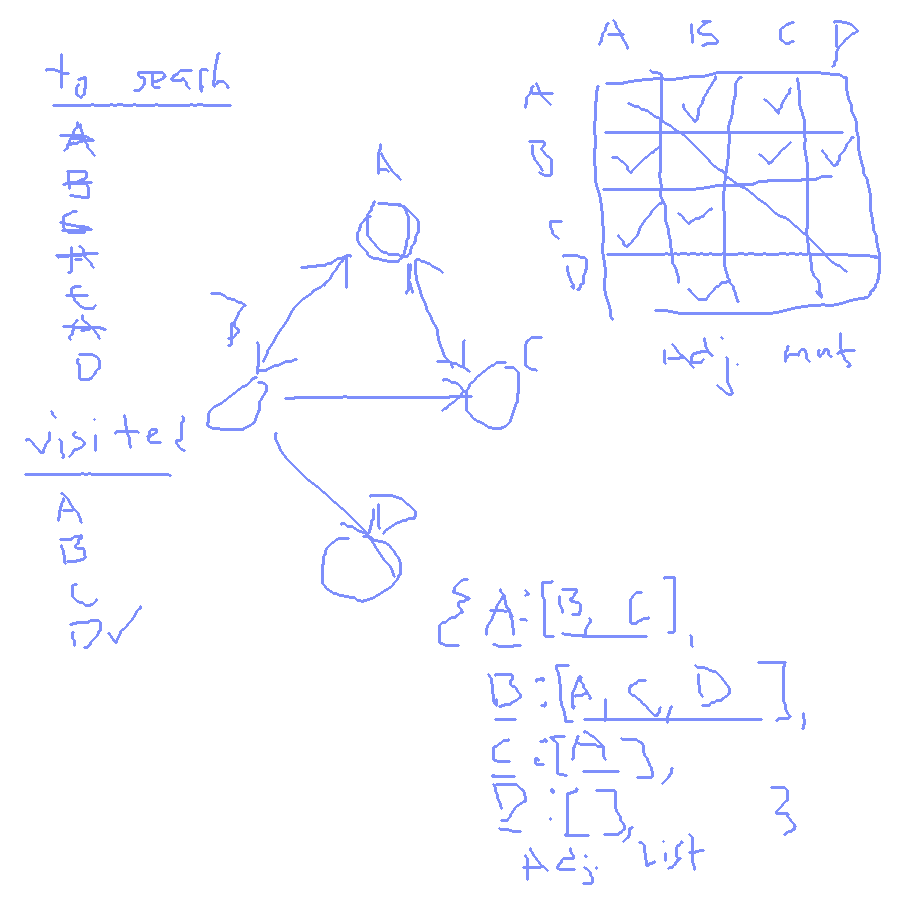 to search
A
B
C
A
C
A
D
visited
A
B
C
D✓
A
B
C
D
A B C D
A ✓ ✓
B ✓ ✓ ✓
C ✓ ✓
D ✓
Adj. mat
{ A:[B, C],
B:[A, C, D],
C:[A],
D:[], }
Adj. list